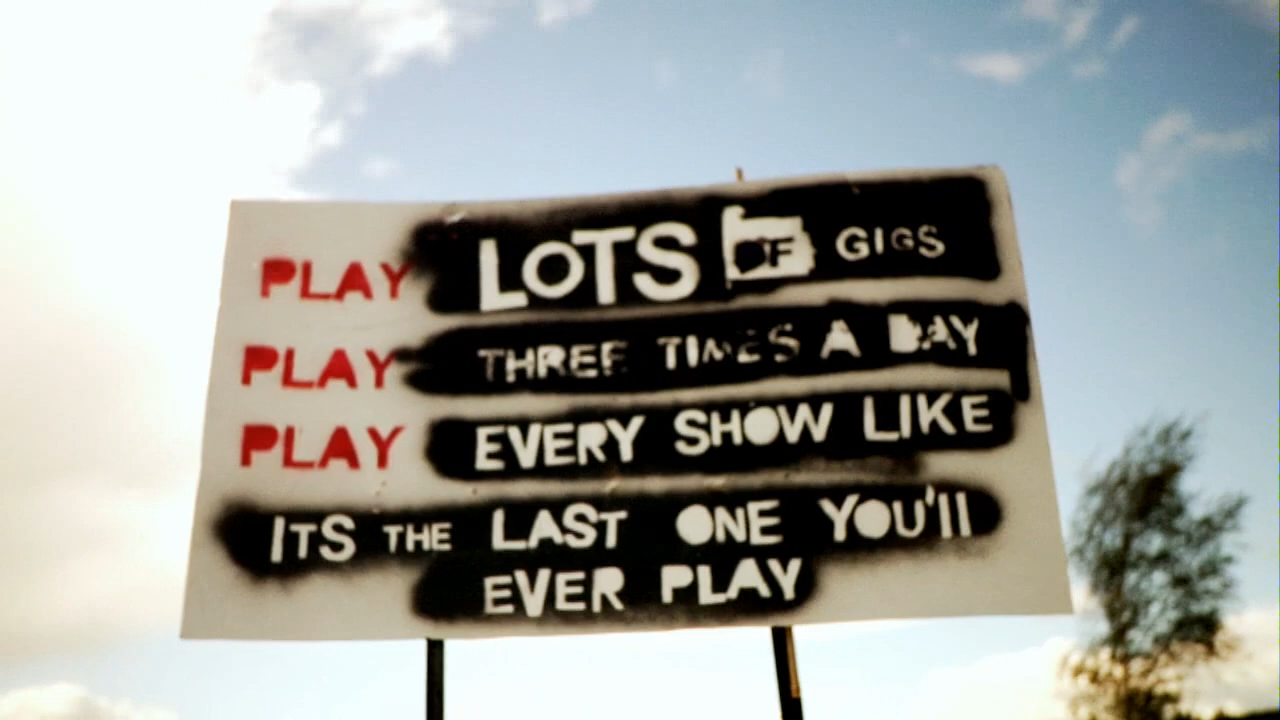 PLAY LOTS OF GIGS
PLAY THREE TIMES A DAY
PLAY EVERY SHOW LIKE
ITS THE LAST ONE YOU'll
EVER PLAY